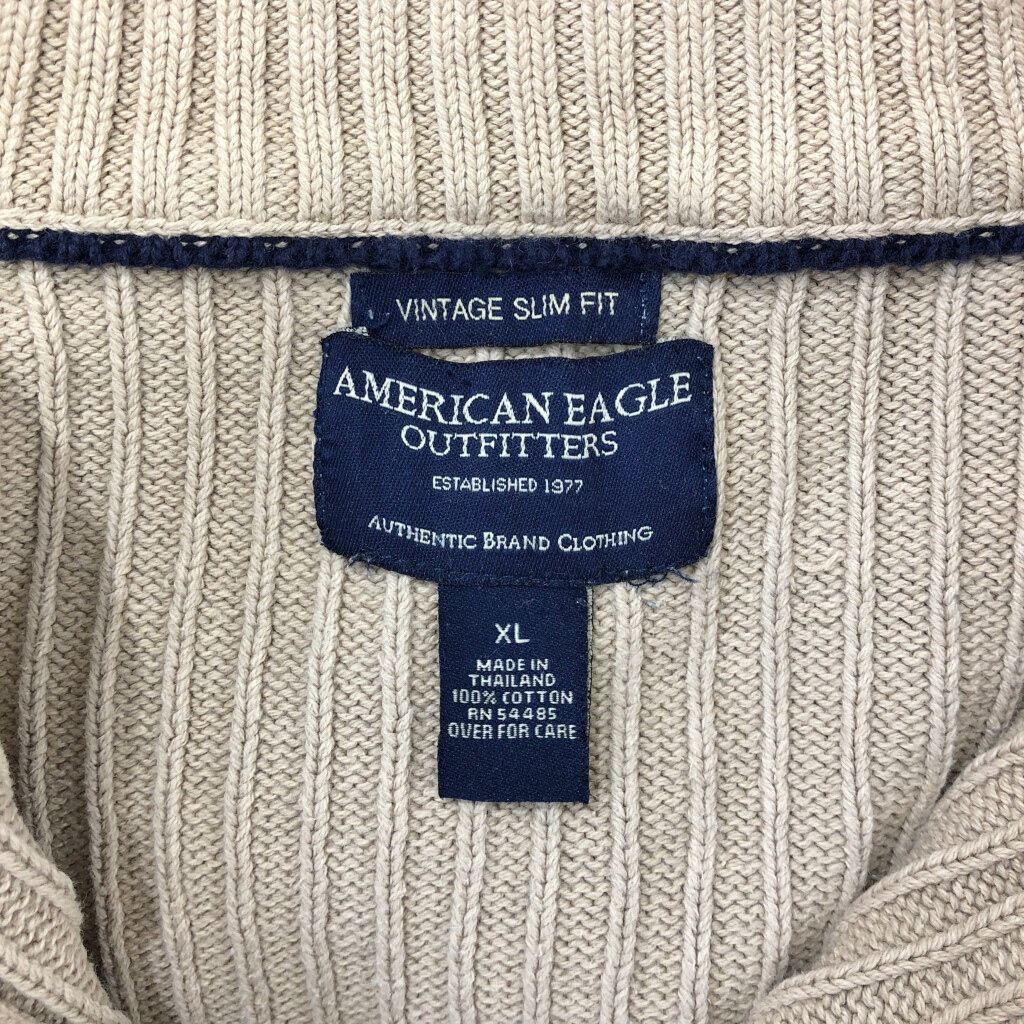 VINTAGE SLIM FIT
AMERICAN EAGLE
OUTFITTERS
ESTABLISHED 1977
AUTHENTIC BRAND CLOTHING
XL
MADE IN
THAILAND
100% COTTON
RN 54485
OVER FOR CARE